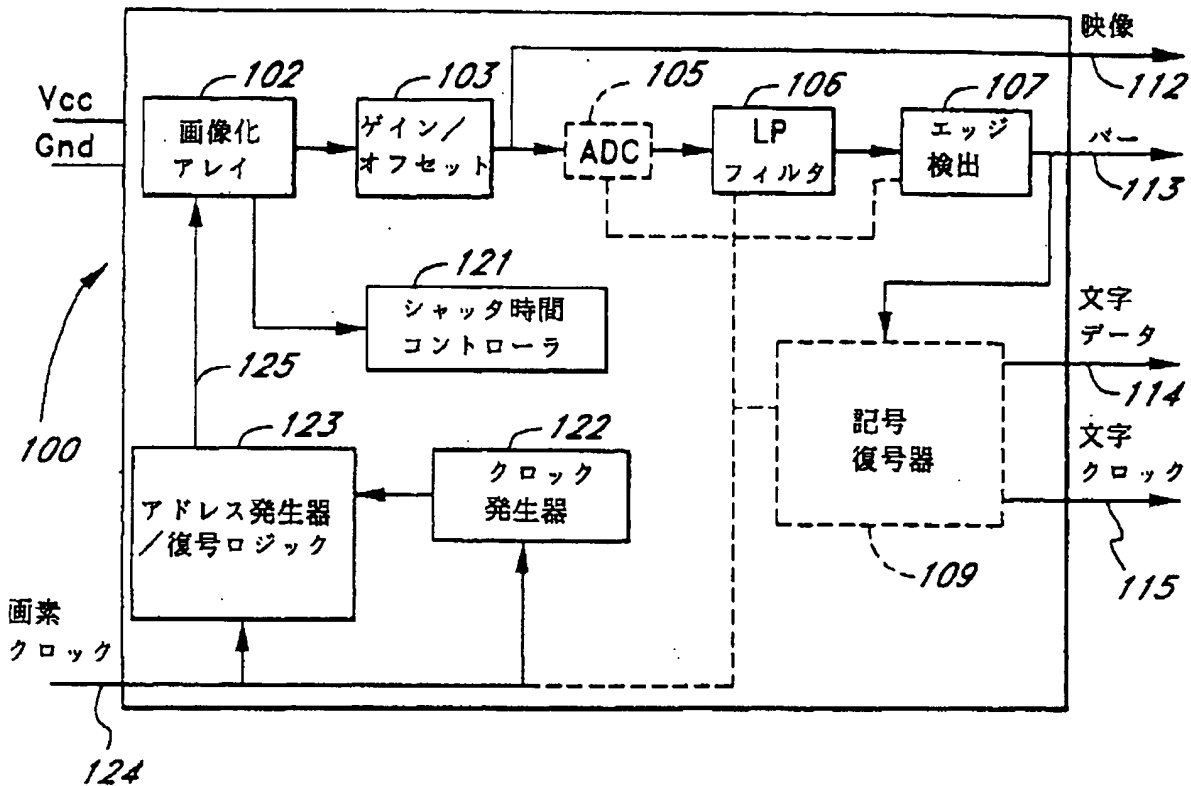 映像
112
102
103
105
106
107
Vcc
Gnd
画像化
アレイ
ゲイン/
オフセット
ADC
LP
フィルタ
エッジ
検出
バー
113
121
シャッタ時間
コントローラ
文字
データ
114
125
100
123
122
アドレス発生器
/復号ロジック
クロック
発生器
記号
復号器
文字
クロック
115
109
画素
クロック
124